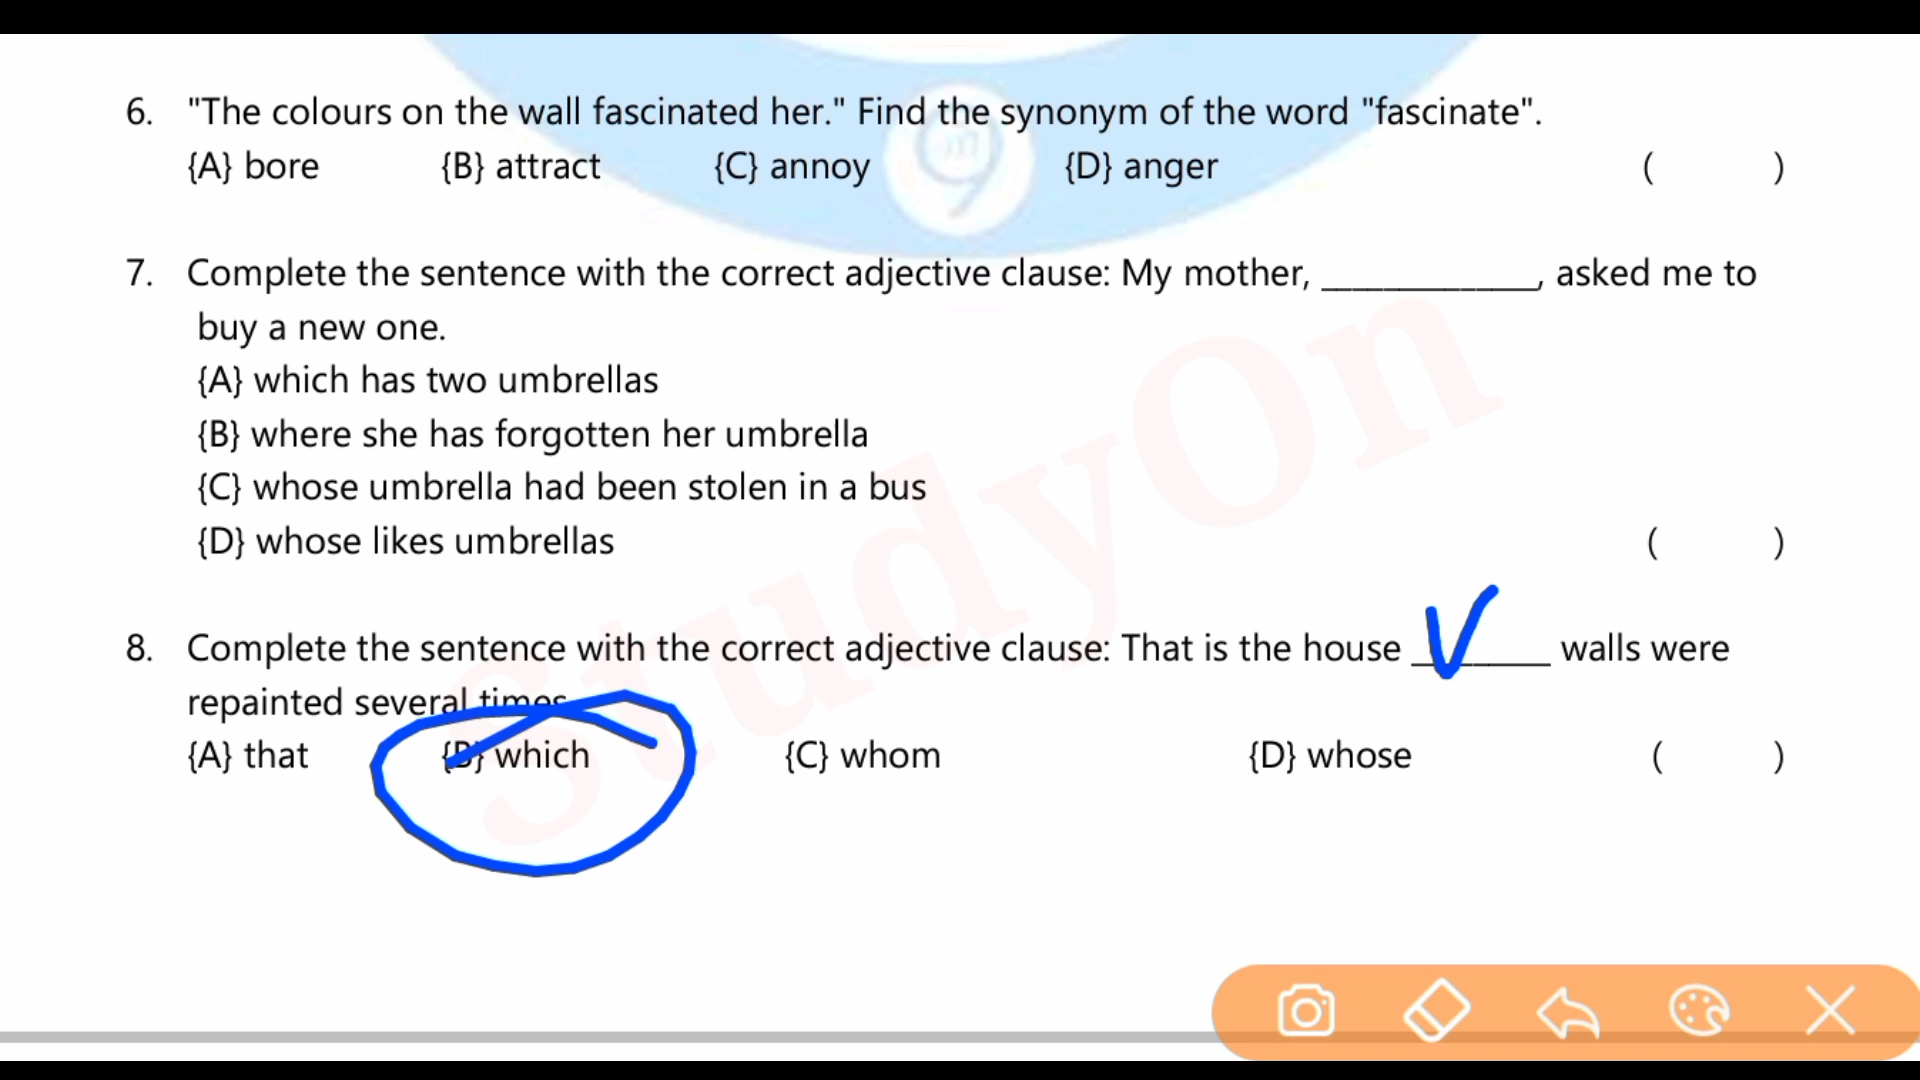 6. "The colours on the wall fascinated her." Find the synonym of the word "fascinate".
{A} bore {B} attract {C} annoy {D} anger ( )
7. Complete the sentence with the correct adjective clause: My mother, ____________, asked me to
buy a new one.
{A} which has two umbrellas
{B} where she has forgotten her umbrella
{C} whose umbrella had been stolen in a bus
{D} whose likes umbrellas ( )
8. Complete the sentence with the correct adjective clause: That is the house ________ walls were
repainted several times
{A} that {B} which {C} whom {D} whose ( )
StudyOn